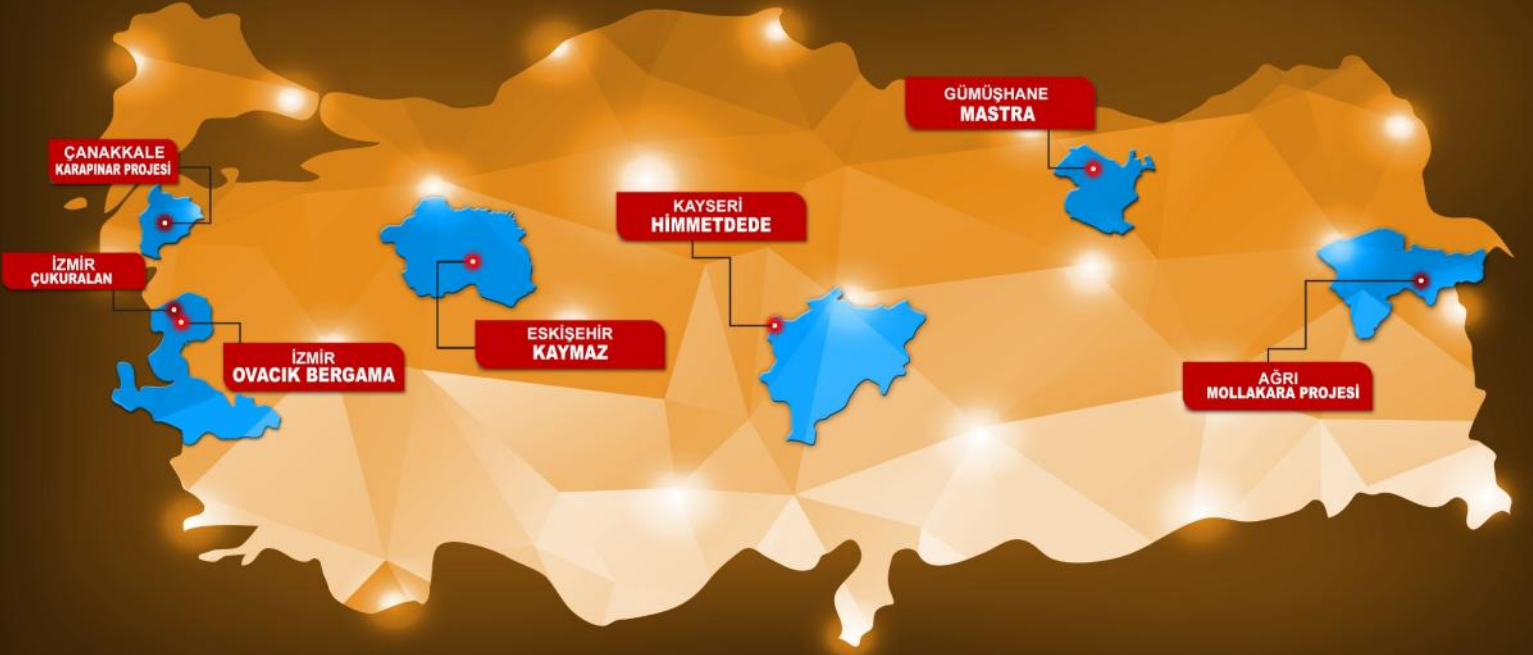 GÜMÜŞHANE
MASTRA
ÇANAKKALE
KARAPINAR PROJESİ
KAYSERİ
HİMMETDEDE
İZMİR
ÇUKURALAN
ESKİŞEHİR
KAYMAZ
İZMİR
OVACIK BERGAMA
AĞRI
MOLLAKARA PROJESİ